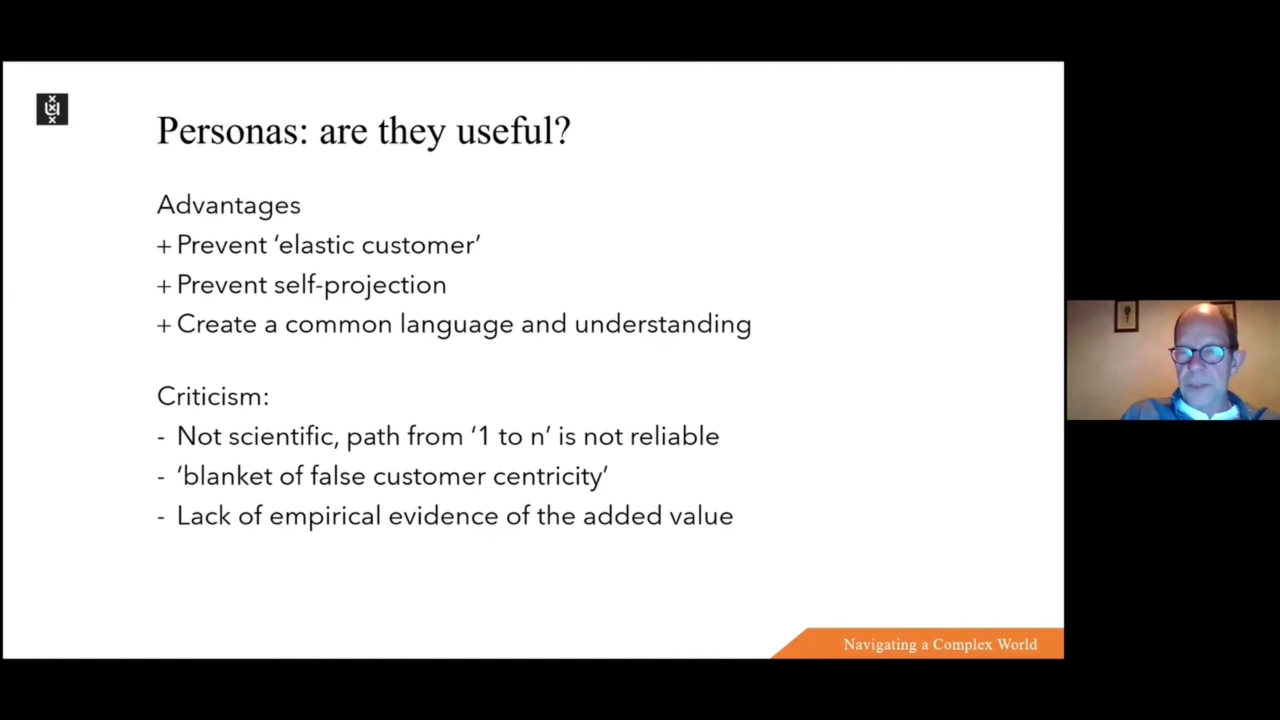 Personas: are they useful?
Advantages
+ Prevent ‘elastic customer’
+ Prevent self-projection
+ Create a common language and understanding
Criticism:
- Not scientific, path from ‘1 to n’ is not reliable
- ‘blanket of false customer centricity’
- Lack of empirical evidence of the added value
Navigating a Complex World